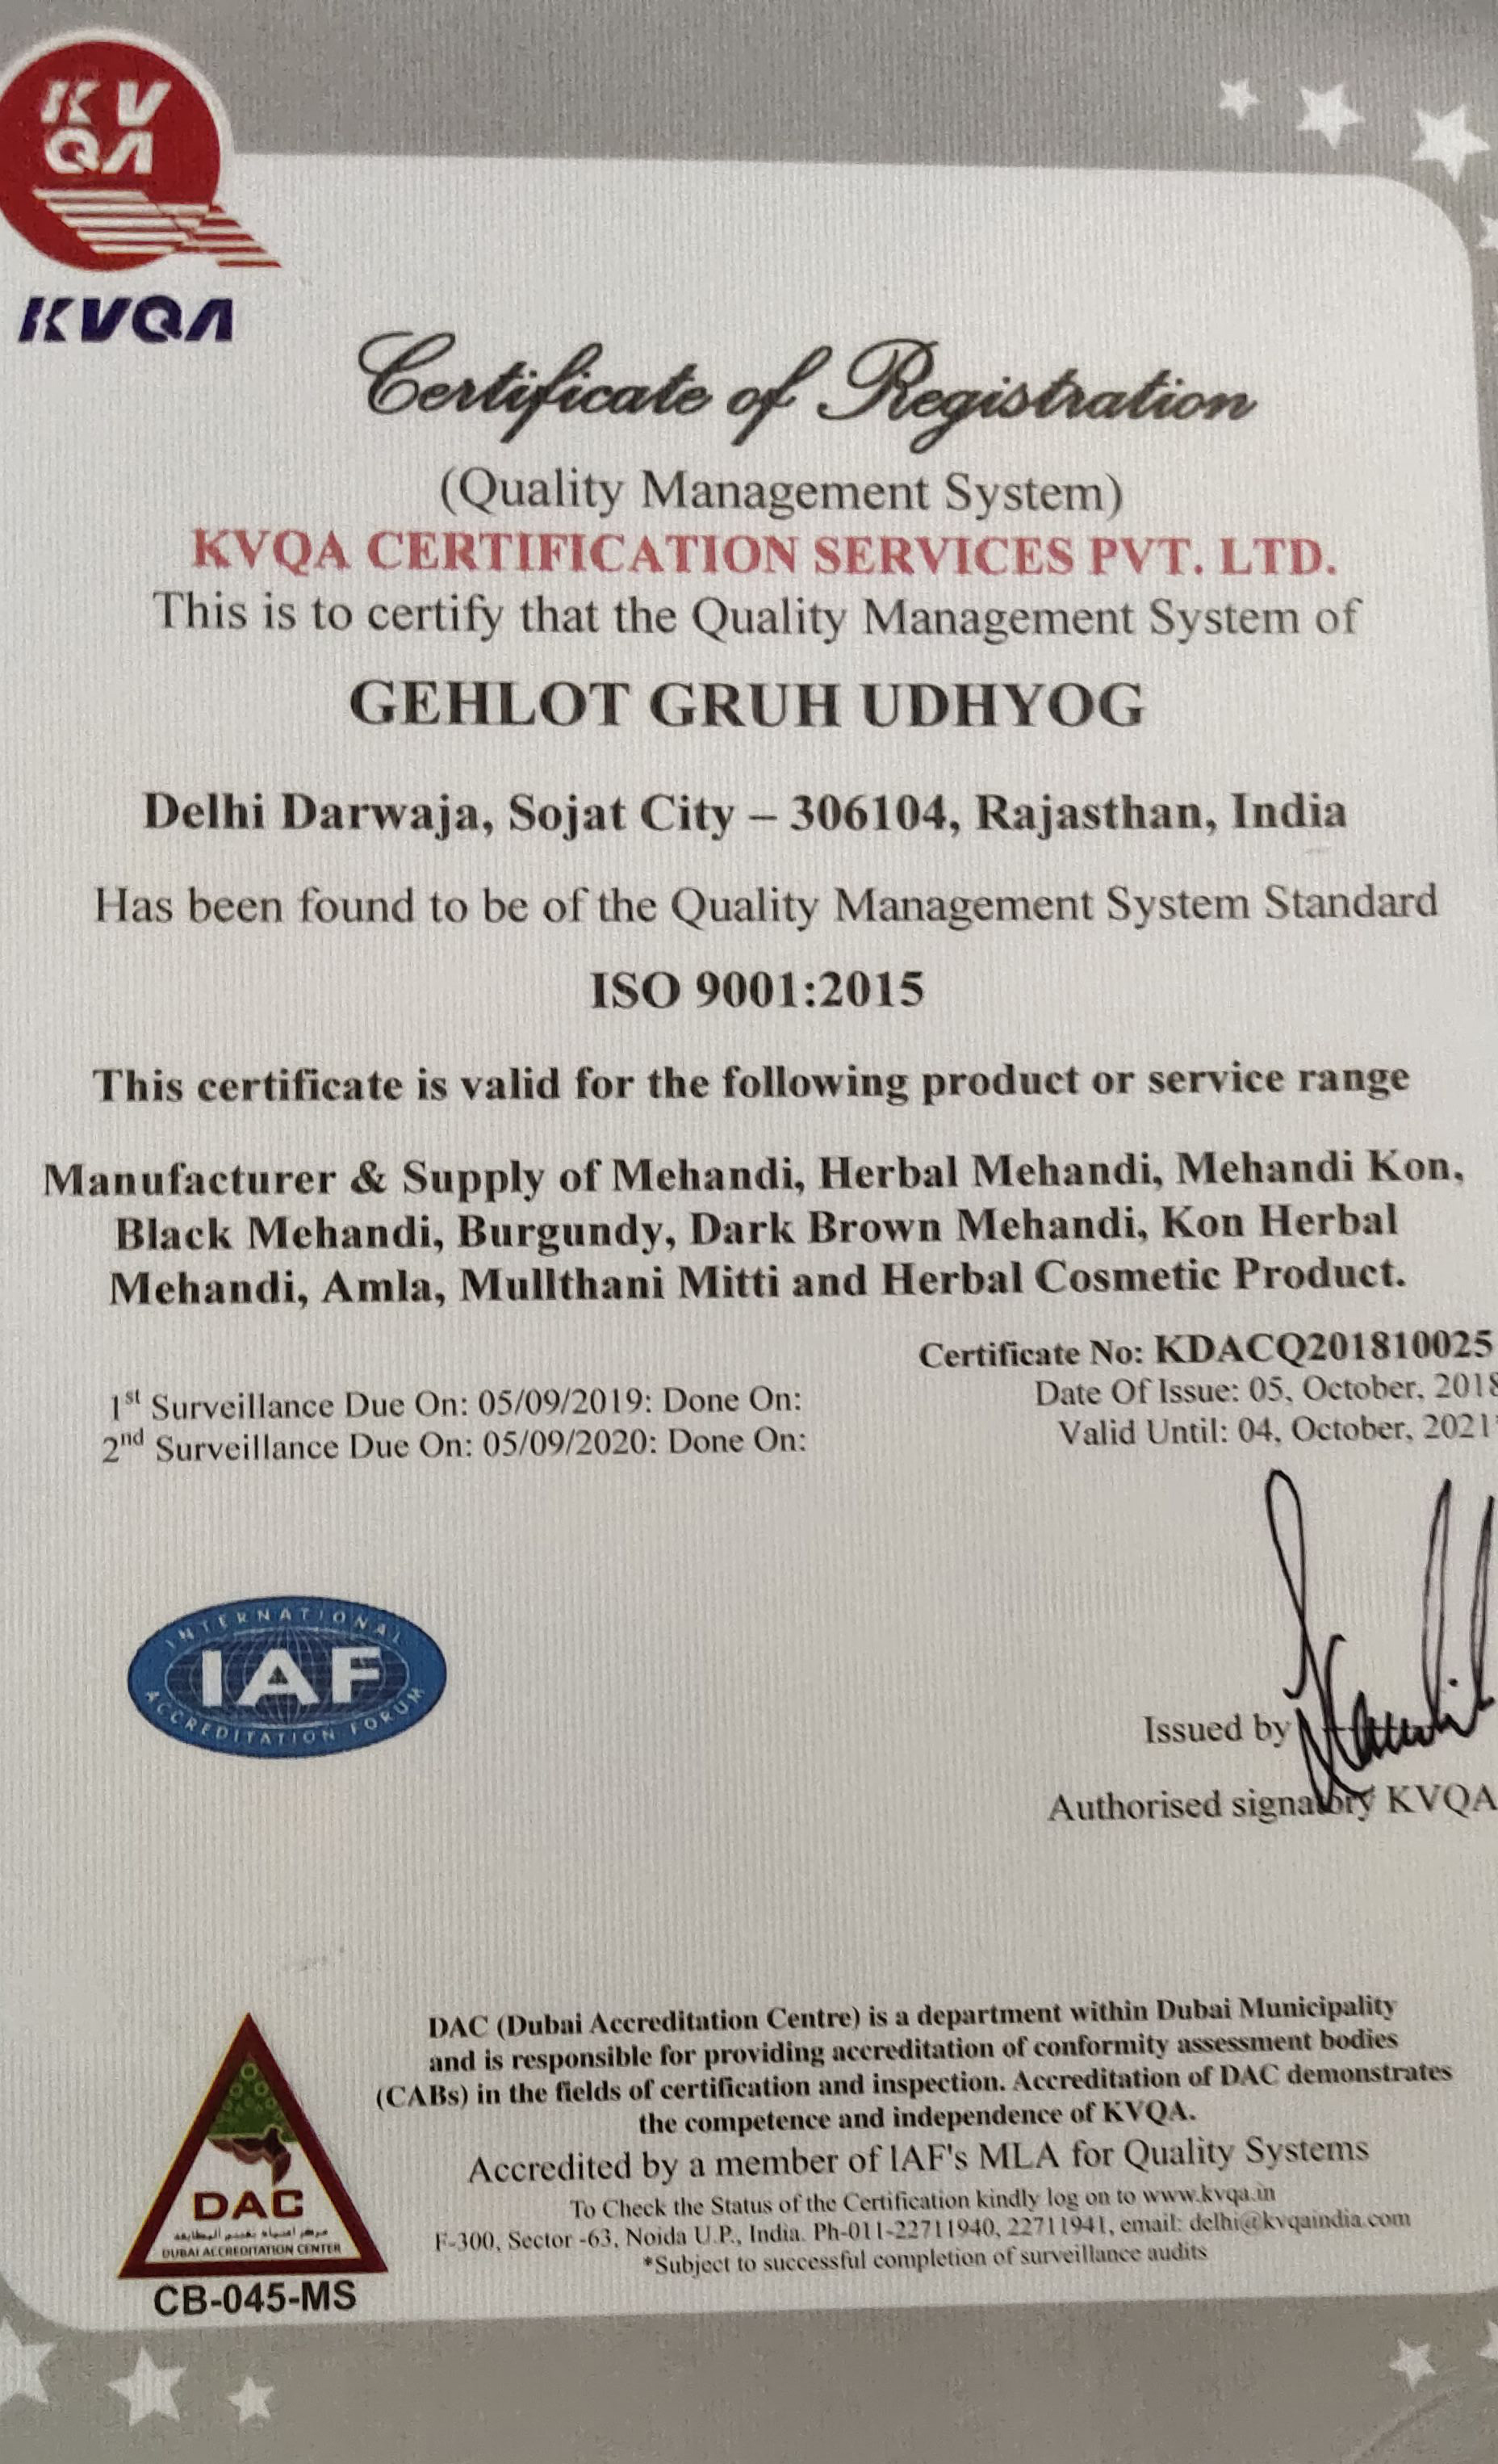 KV
QA
KVQA
Certificate of Registration
(Quality Management System)
KVQA CERTIFICATION SERVICES PVT. LTD.
This is to certify that the Quality Management System of
GEHLOT GRUH UDHYOG
Delhi Darwaja, Sojat City – 306104, Rajasthan, India
Has been found to be of the Quality Management System Standard
ISO 9001:2015
This certificate is valid for the following product or service range
Manufacturer & Supply of Mehandi, Herbal Mehandi, Mehandi Kon,
Black Mehandi, Burgundy, Dark Brown Mehandi, Kon Herbal
Mehandi, Amla, Mullthani Mitti and Herbal Cosmetic Product.
Certificate No: KDACQ201810025
1st Surveillance Due On: 05/09/2019: Done On:
Date Of Issue: 05, October, 2018
2nd Surveillance Due On: 05/09/2020: Done On:
Valid Until: 04, October, 2021*
INTERNATIONAL
IAF
ACCREDITATION FORUM
Issued by
Authorised signatory KVQA
DAC (Dubai Accreditation Centre) is a department within Dubai Municipality
and is responsible for providing accreditation of conformity assessment bodies
(CABs) in the fields of certification and inspection. Accreditation of DAC demonstrates
the competence and independence of KVQA.
Accredited by a member of IAF's MLA for Quality Systems
To Check the Status of the Certification kindly log on to www.kvqa.in
F-300, Sector -63, Noida U.P., India. Ph-011-22711940, 22711941, email: delhi@kvqaindia.com
*Subject to successful completion of surveillance audits
DAC
DUBAI ACCREDITATION CENTER
CB-045-MS